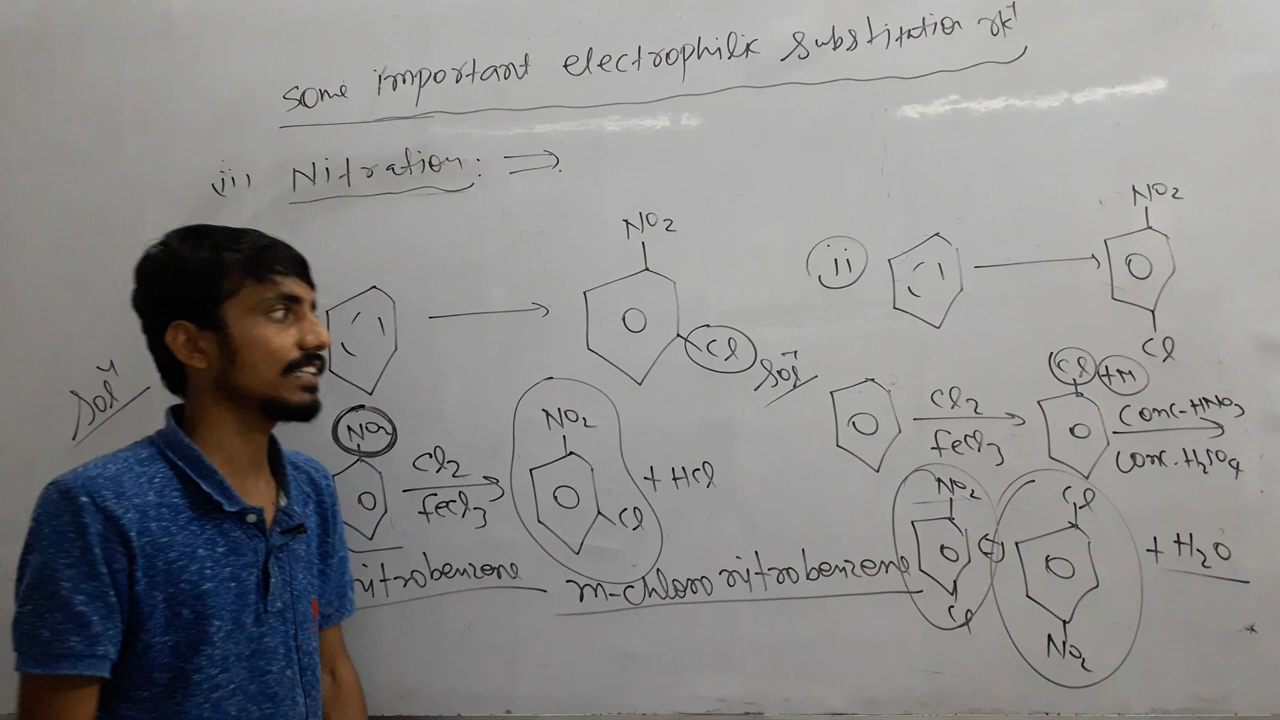 some important electrophilic substitution rk^n
iii) Nitration: ⇒
NO2
Cl
ii
NO2
Cl
Sol^n
NO2
Cl2
FeCl3
NO2
Cl
+ HCl
nitrobenzene
m-chloro nitrobenzene
Sol^n
Cl2
FeCl3
Cl
+M
Conc-HNO3
Conc. H2SO4
NO2
Cl
Cl
NO2
+ H2O